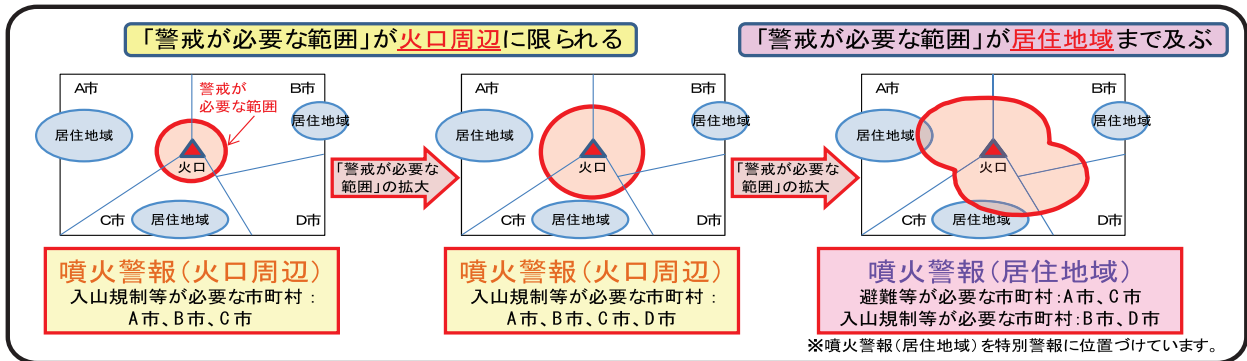 「警戒が必要な範囲」が火口周辺に限られる
「警戒が必要な範囲」が居住地域まで及ぶ
A市
B市
警戒が
必要な範囲
居住地域
居住地域
火口
C市
居住地域
D市
「警戒が必要な
範囲」の拡大
A市
B市
居住地域
居住地域
火口
C市
居住地域
D市
「警戒が必要な
範囲」の拡大
A市
B市
居住地域
居住地域
火口
C市
居住地域
D市
噴火警報(火口周辺)
入山規制等が必要な市町村:
A市、B市、C市
噴火警報(火口周辺)
入山規制等が必要な市町村:
A市、B市、C市、D市
噴火警報(居住地域)
避難等が必要な市町村:A市、C市
入山規制等が必要な市町村:B市、D市
※噴火警報(居住地域)を特別警報に位置づけています。